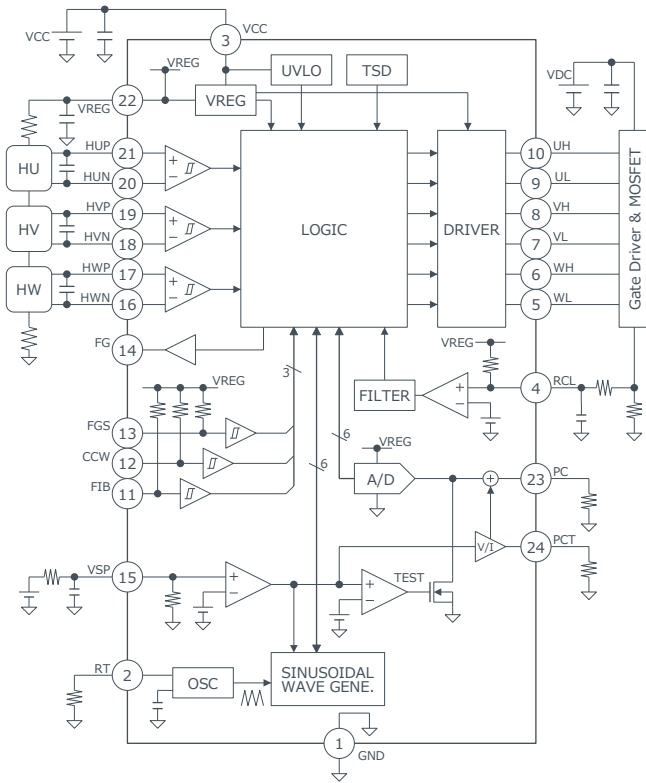 VCC
VCC
3
VREG
UVLO
TSD
VDC
22
VREG
VREG
HUP
21
HU
HUN
20
HVP
19
HV
HVN
18
HWP
17
HW
HWN
16
LOGIC
DRIVER
10
UH
9
UL
8
VH
7
VL
6
WH
5
WL
Gate Driver & MOSFET
FG
14
3
VREG
VREG
FILTER
4
RCL
FGS
13
CCW
12
FIB
11
6
6
VREG
A/D
23
PC
V/I
24
PCT
VSP
15
TEST
RT
2
OSC
SINUSOIDAL
WAVE GENE.
1
GND